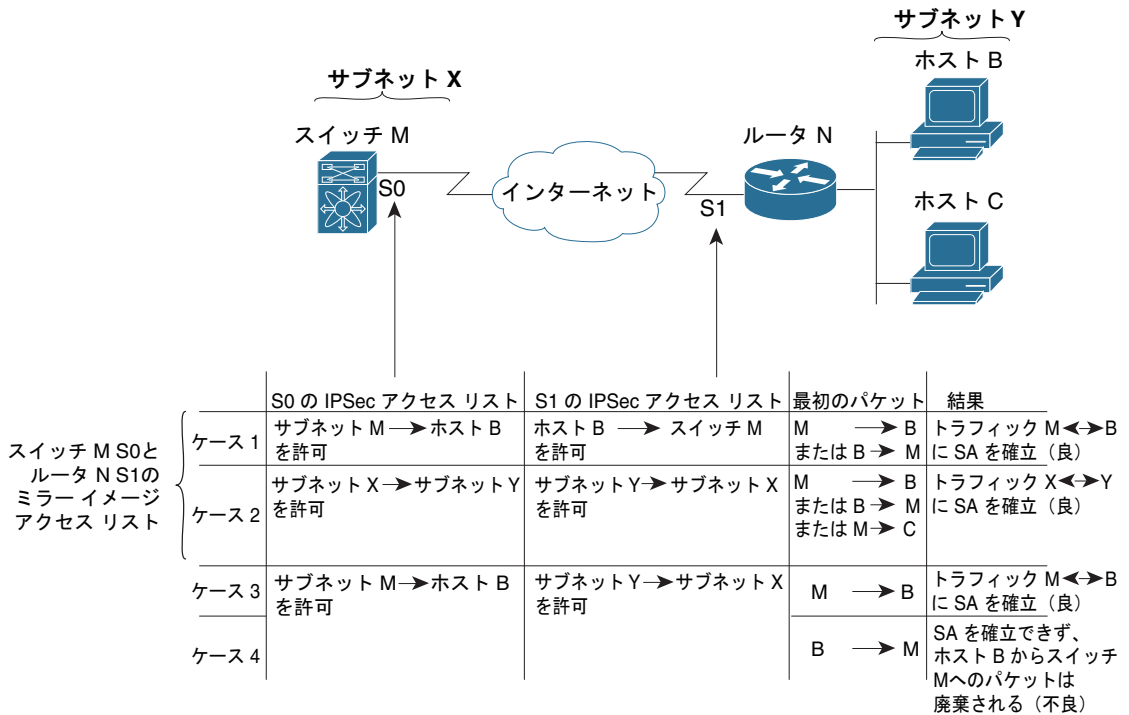 サブネット Y
ホスト B
サブネット X
スイッチ M
ルータ N
S0
インターネット
S1
ホスト C
S0 の IPSec アクセス リスト
S1 の IPSec アクセス リスト
最初のパケット
結果
スイッチ M S0と
ルータ N S1の
ミラー イメージ
アクセス リスト
ケース 1
サブネット M→ホスト B
を許可
ホスト B → スイッチ M
を許可
M → B
または B → M
トラフィック M↔B
に SA を確立（良）
ケース 2
サブネット X→サブネット Y
を許可
サブネット Y→サブネット X
を許可
M → B
または B → M
または M→ C
トラフィック X↔Y
に SA を確立（良）
ケース 3
サブネット M→ホスト B
を許可
サブネット Y→サブネット X
を許可
M → B
トラフィック M↔B
に SA を確立（良）
ケース 4
B → M
SA を確立できず、
ホスト B からスイッチ
Mへのパケットは
廃棄される（不良）